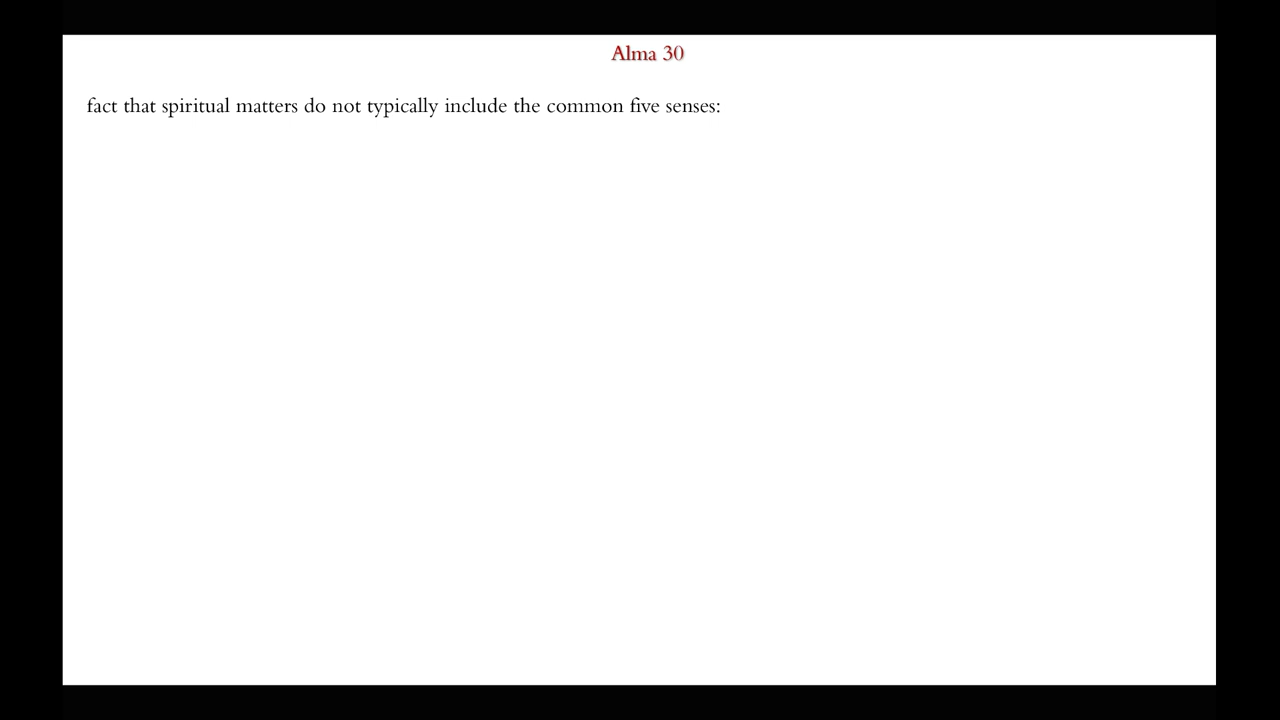 Alma 30
fact that spiritual matters do not typically include the common five senses: